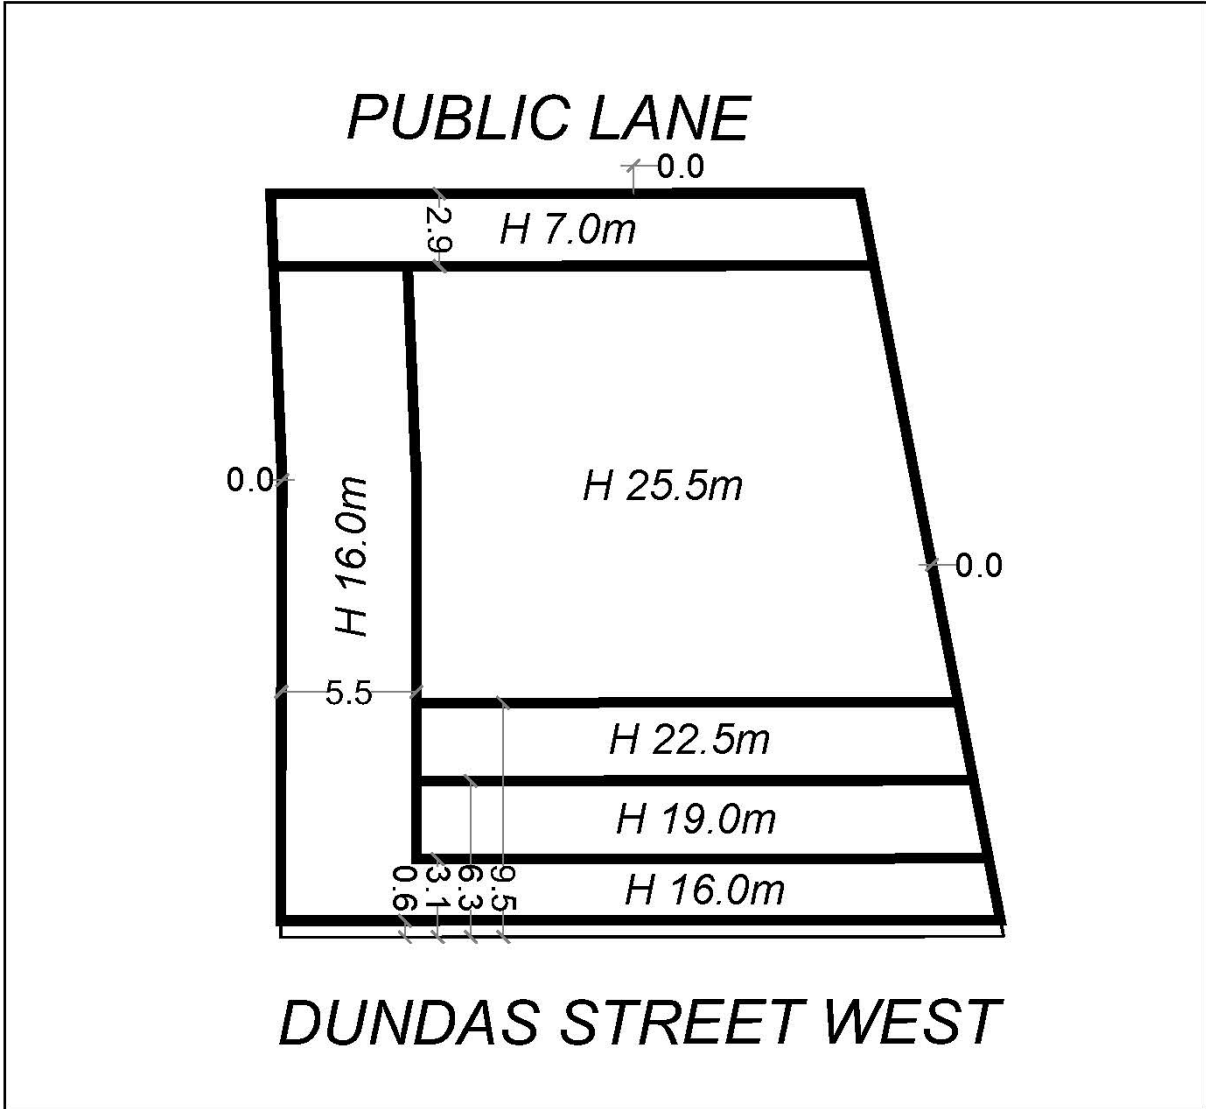 PUBLIC LANE
0.0
2.9
H 7.0m
H 25.5m
0.0
H 16.0m
0.0
5.5
H 22.5m
H 19.0m
0.6
3.1
6.3
9.5
H 16.0m
DUNDAS STREET WEST